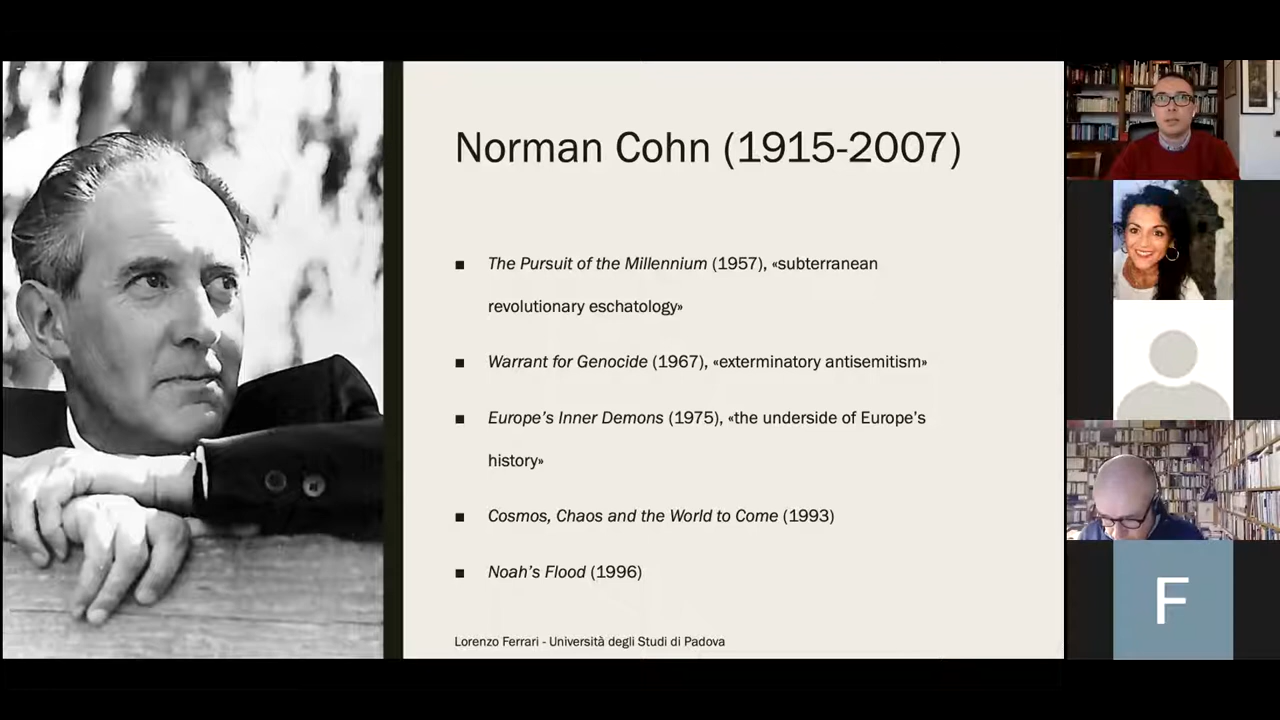 Norman Cohn (1915-2007)
■ The Pursuit of the Millennium (1957), «subterranean
revolutionary eschatology»
■ Warrant for Genocide (1967), «exterminatory antisemitism»
■ Europe’s Inner Demons (1975), «the underside of Europe’s
history»
■ Cosmos, Chaos and the World to Come (1993)
■ Noah’s Flood (1996)
Lorenzo Ferrari - Università degli Studi di Padova
F